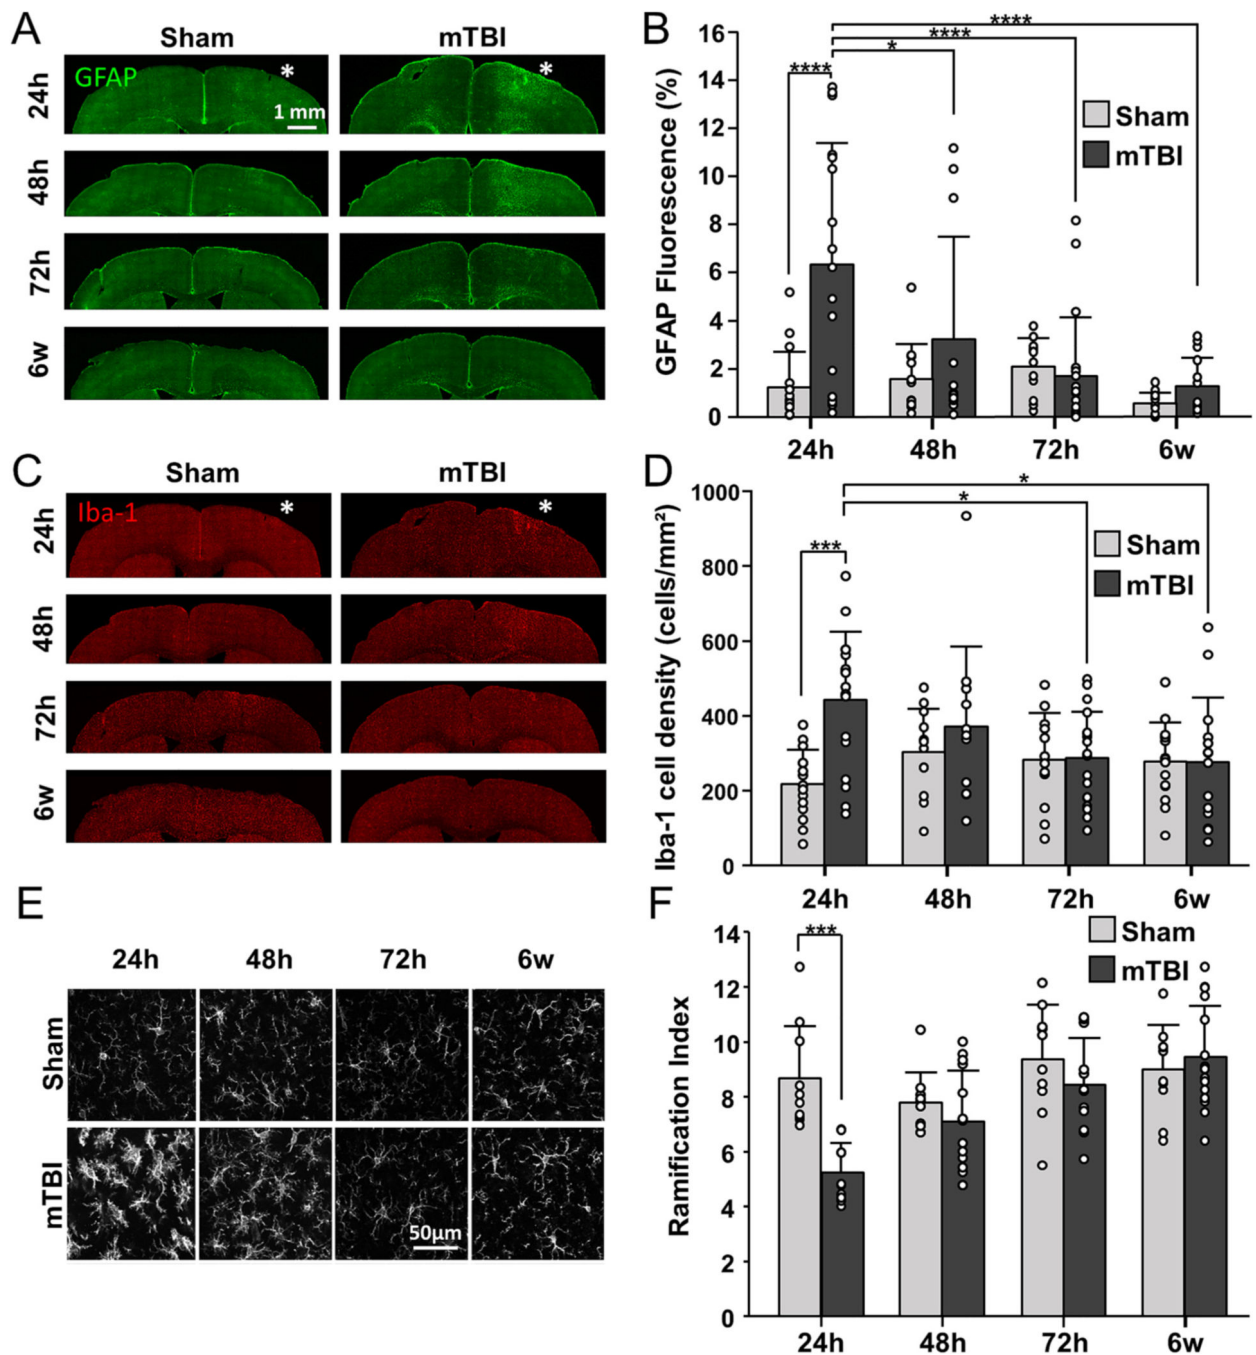 A
Sham mTBI
GFAP
* *
1 mm
24h
48h
72h
6w
B
GFAP Fluorescence (%)
16
14
12
10
8
6
4
2
0
****
****
*
****
Sham
mTBI
24h 48h 72h 6w
C
Sham mTBI
Iba-1
* *
24h
48h
72h
6w
D
Iba-1 cell density (cells/mm²)
1000
800
600
400
200
0
*
*
***
Sham
mTBI
24h 48h 72h 6w
E
24h 48h 72h 6w
Sham
mTBI
50µm
F
Ramification Index
14
12
10
8
6
4
2
0
***
Sham
mTBI
24h 48h 72h 6w